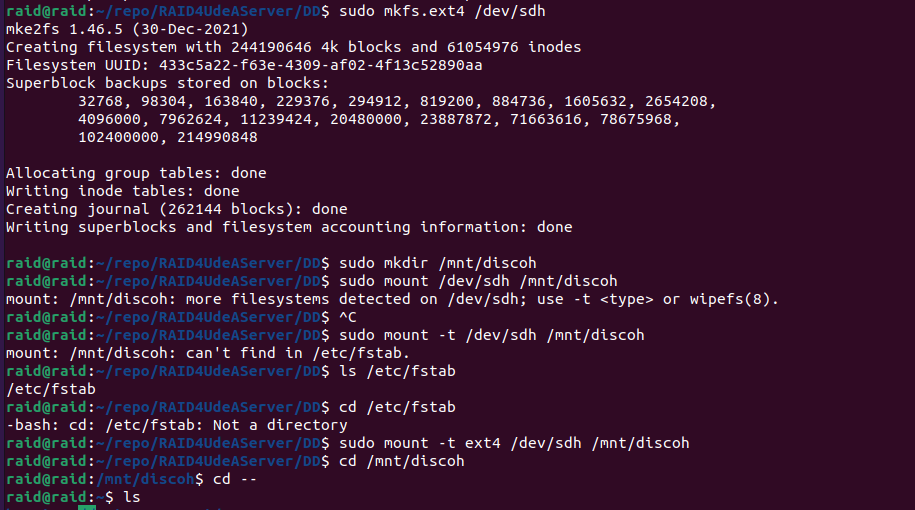 raid@raid:~/repo/RAID4UdeAServer/DD$ sudo mkfs.ext4 /dev/sdh
mke2fs 1.46.5 (30-Dec-2021)
Creating filesystem with 244190646 4k blocks and 61054976 inodes
Filesystem UUID: 433c5a22-f63e-4309-af02-4f13c52890aa
Superblock backups stored on blocks:
32768, 98304, 163840, 229376, 294912, 819200, 884736, 1605632, 2654208,
4096000, 7962624, 11239424, 20480000, 23887872, 71663616, 78675968,
102400000, 214990848
Allocating group tables: done
Writing inode tables: done
Creating journal (262144 blocks): done
Writing superblocks and filesystem accounting information: done
raid@raid:~/repo/RAID4UdeAServer/DD$ sudo mkdir /mnt/discoh
raid@raid:~/repo/RAID4UdeAServer/DD$ sudo mount /dev/sdh /mnt/discoh
mount: /mnt/discoh: more filesystems detected on /dev/sdh; use -t <type> or wipefs(8).
raid@raid:~/repo/RAID4UdeAServer/DD$ ^C
raid@raid:~/repo/RAID4UdeAServer/DD$ sudo mount -t /dev/sdh /mnt/discoh
mount: /mnt/discoh: can't find in /etc/fstab.
raid@raid:~/repo/RAID4UdeAServer/DD$ ls /etc/fstab
/etc/fstab
raid@raid:~/repo/RAID4UdeAServer/DD$ cd /etc/fstab
-bash: cd: /etc/fstab: Not a directory
raid@raid:~/repo/RAID4UdeAServer/DD$ sudo mount -t ext4 /dev/sdh /mnt/discoh
raid@raid:~/repo/RAID4UdeAServer/DD$ cd /mnt/discoh
raid@raid:/mnt/discoh$ cd --
raid@raid:~$ ls